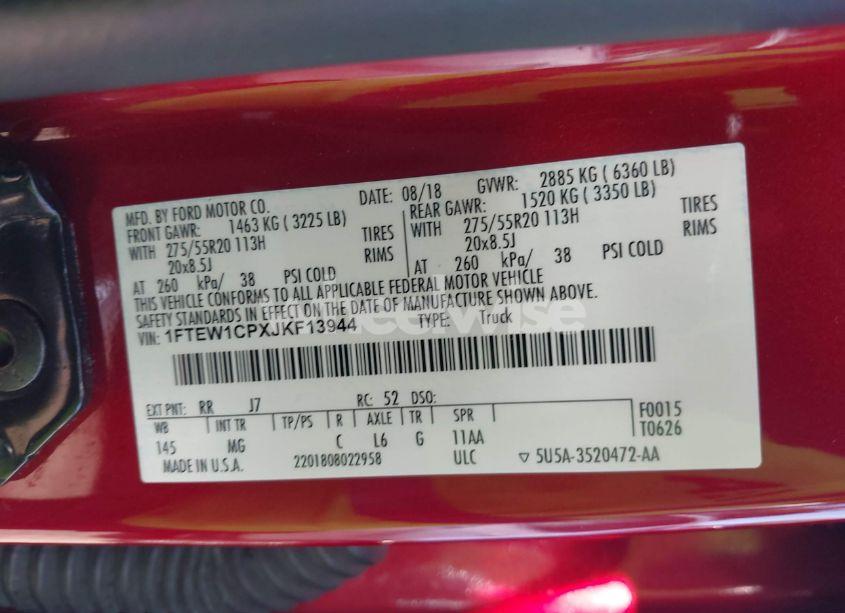 MFD. BY FORD MOTOR CO. DATE: 08/18 GVWR: 2885 KG ( 6360 LB)
FRONT GAWR: 1463 KG ( 3225 LB) REAR GAWR: 1520 KG ( 3350 LB)
WITH 275/55R20 113H TIRES WITH 275/55R20 113H TIRES
20x8.5J RIMS 20x8.5J RIMS
AT 260 kPa/ 38 PSI COLD AT 260 kPa/ 38 PSI COLD
THIS VEHICLE CONFORMS TO ALL APPLICABLE FEDERAL MOTOR VEHICLE
SAFETY STANDARDS IN EFFECT ON THE DATE OF MANUFACTURE SHOWN ABOVE.
VIN: 1FTEW1CPXJKF13944 TYPE: Truck
EXT PNT: RR J7 RC: 52 DSO:
WB INT TR TP/PS R AXLE TR SPR F0015
145 MG C L6 G 11AA T0626
MADE IN U.S.A. 2201808022958 ULC ▽ 5U5A-3520472-AA